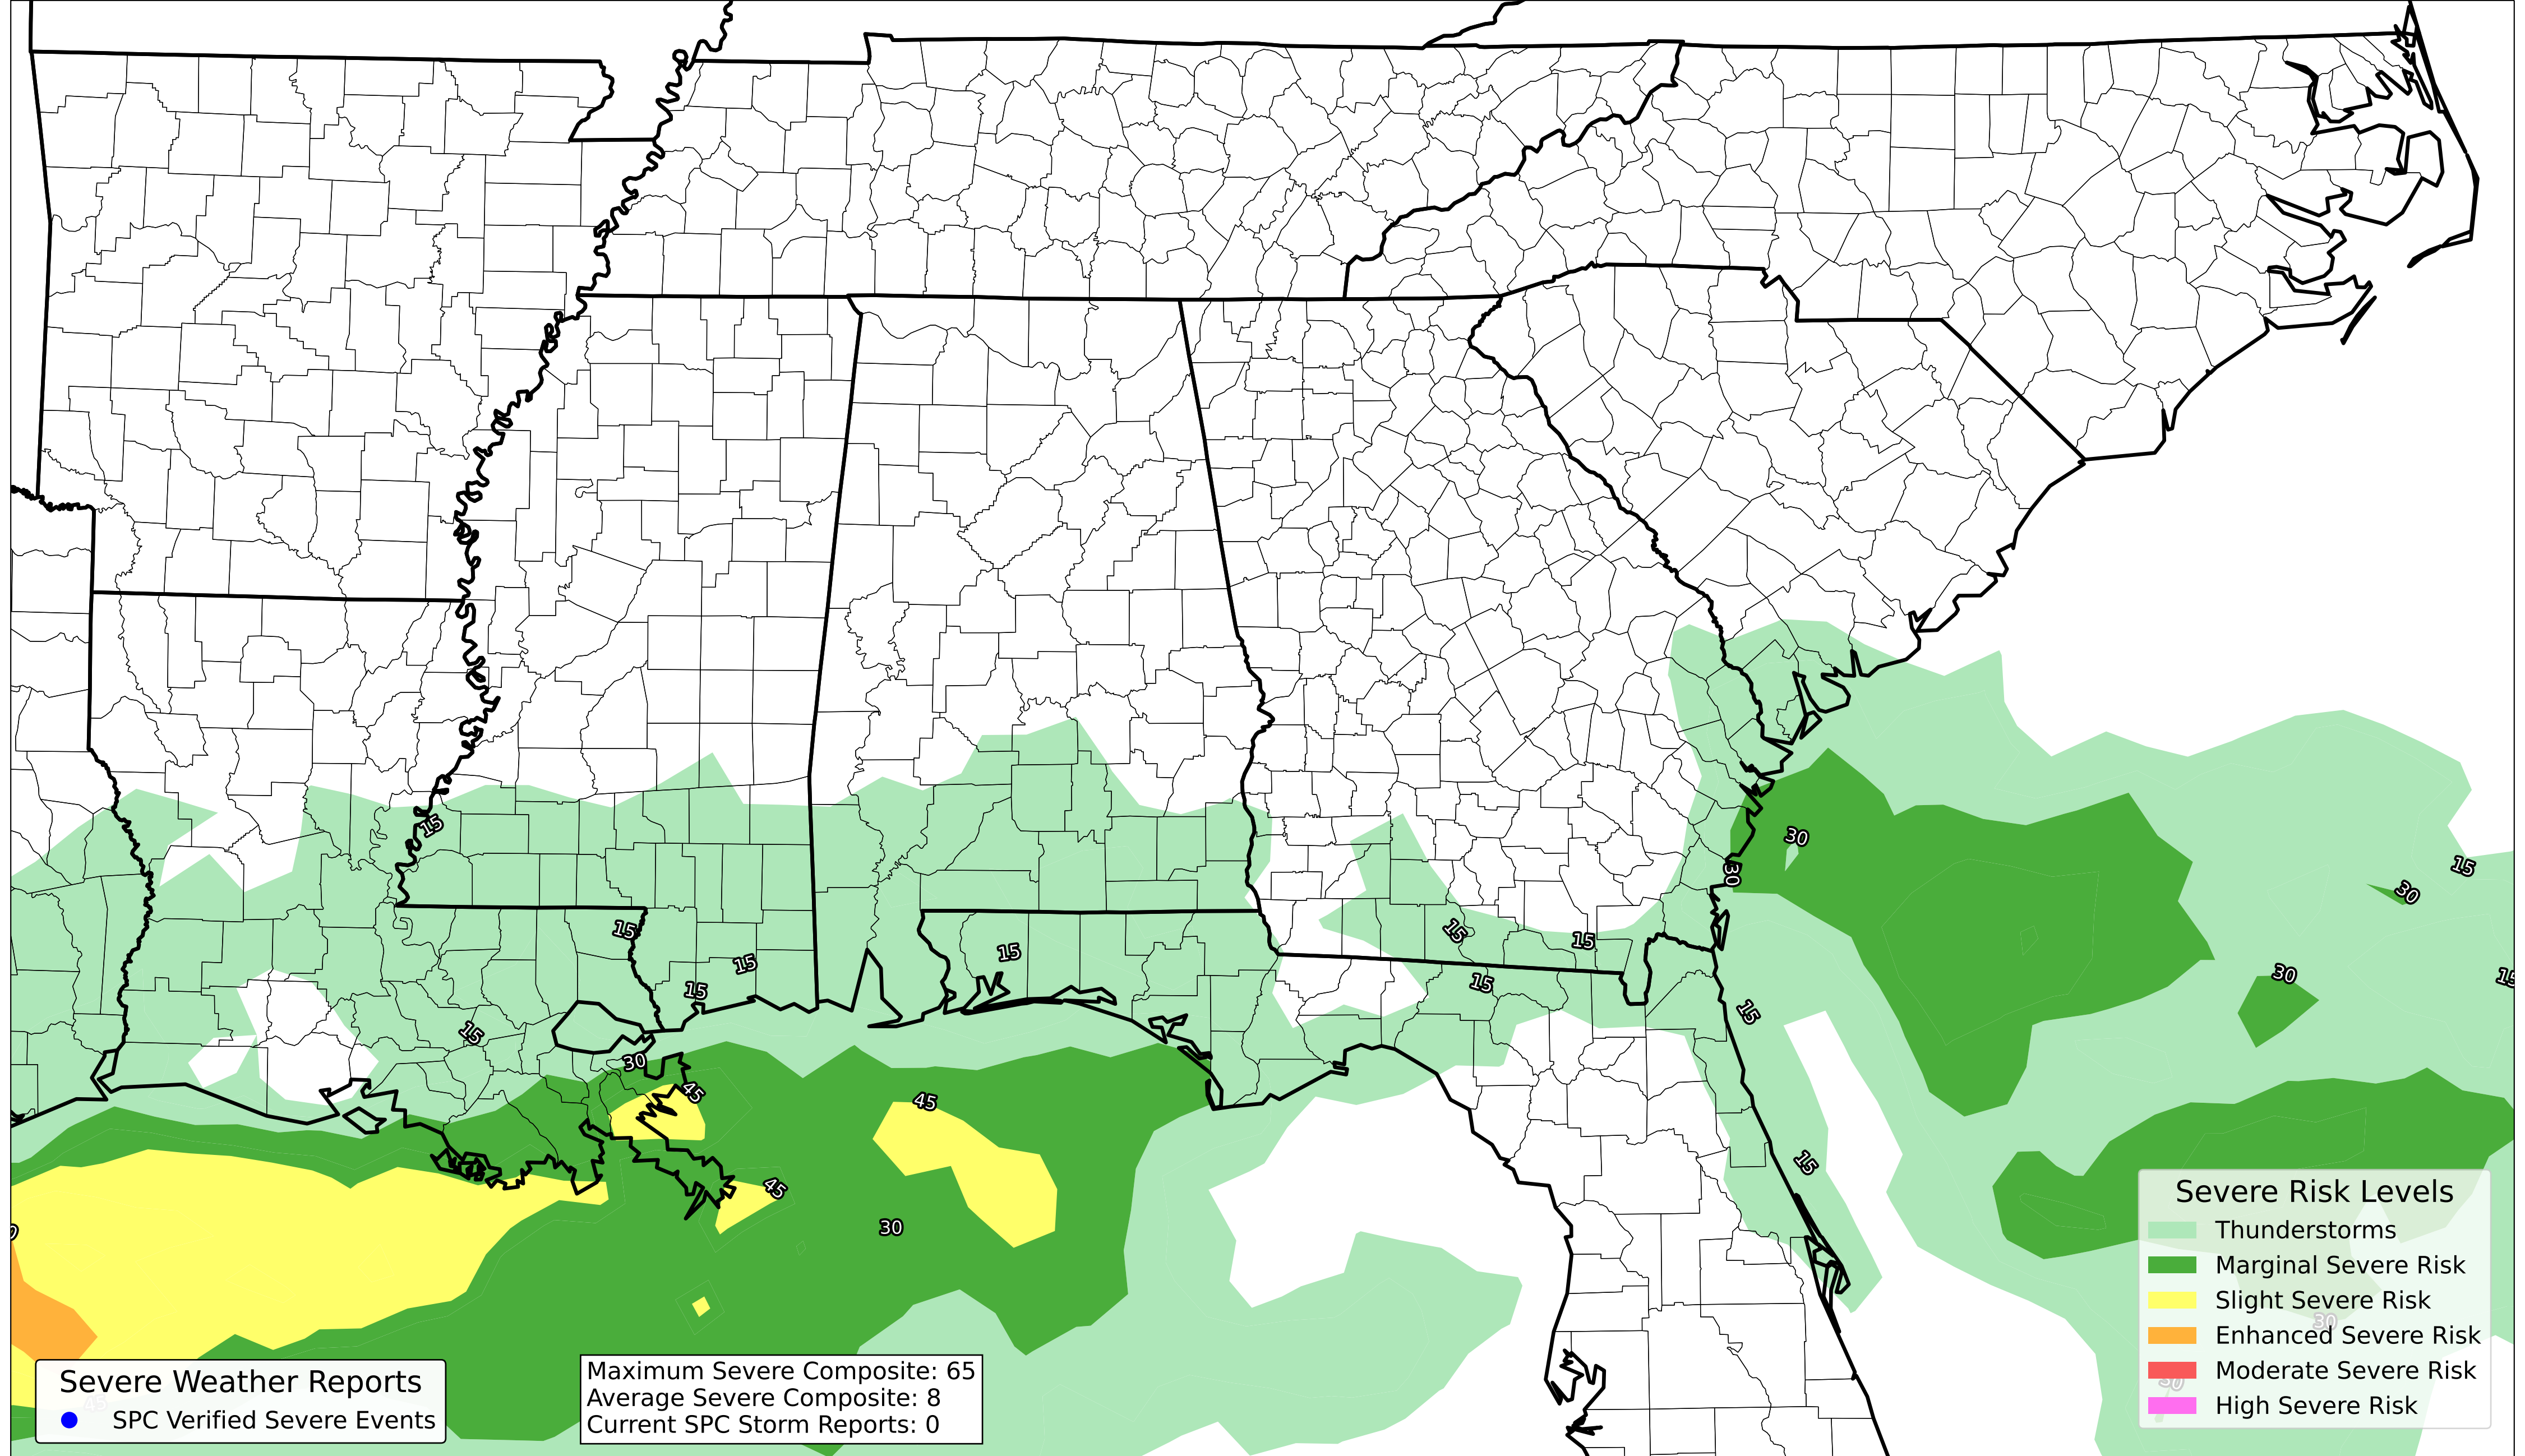 15
30
30
15
30
15
15
15
15
15
30
15
15
15
15
15
30
45
45
15
45
30
30
30
45
Severe Risk Levels
Thunderstorms
Marginal Severe Risk
Slight Severe Risk
Enhanced Severe Risk
Moderate Severe Risk
High Severe Risk
Severe Weather Reports
SPC Verified Severe Events
Maximum Severe Composite: 65
Average Severe Composite: 8
Current SPC Storm Reports: 0